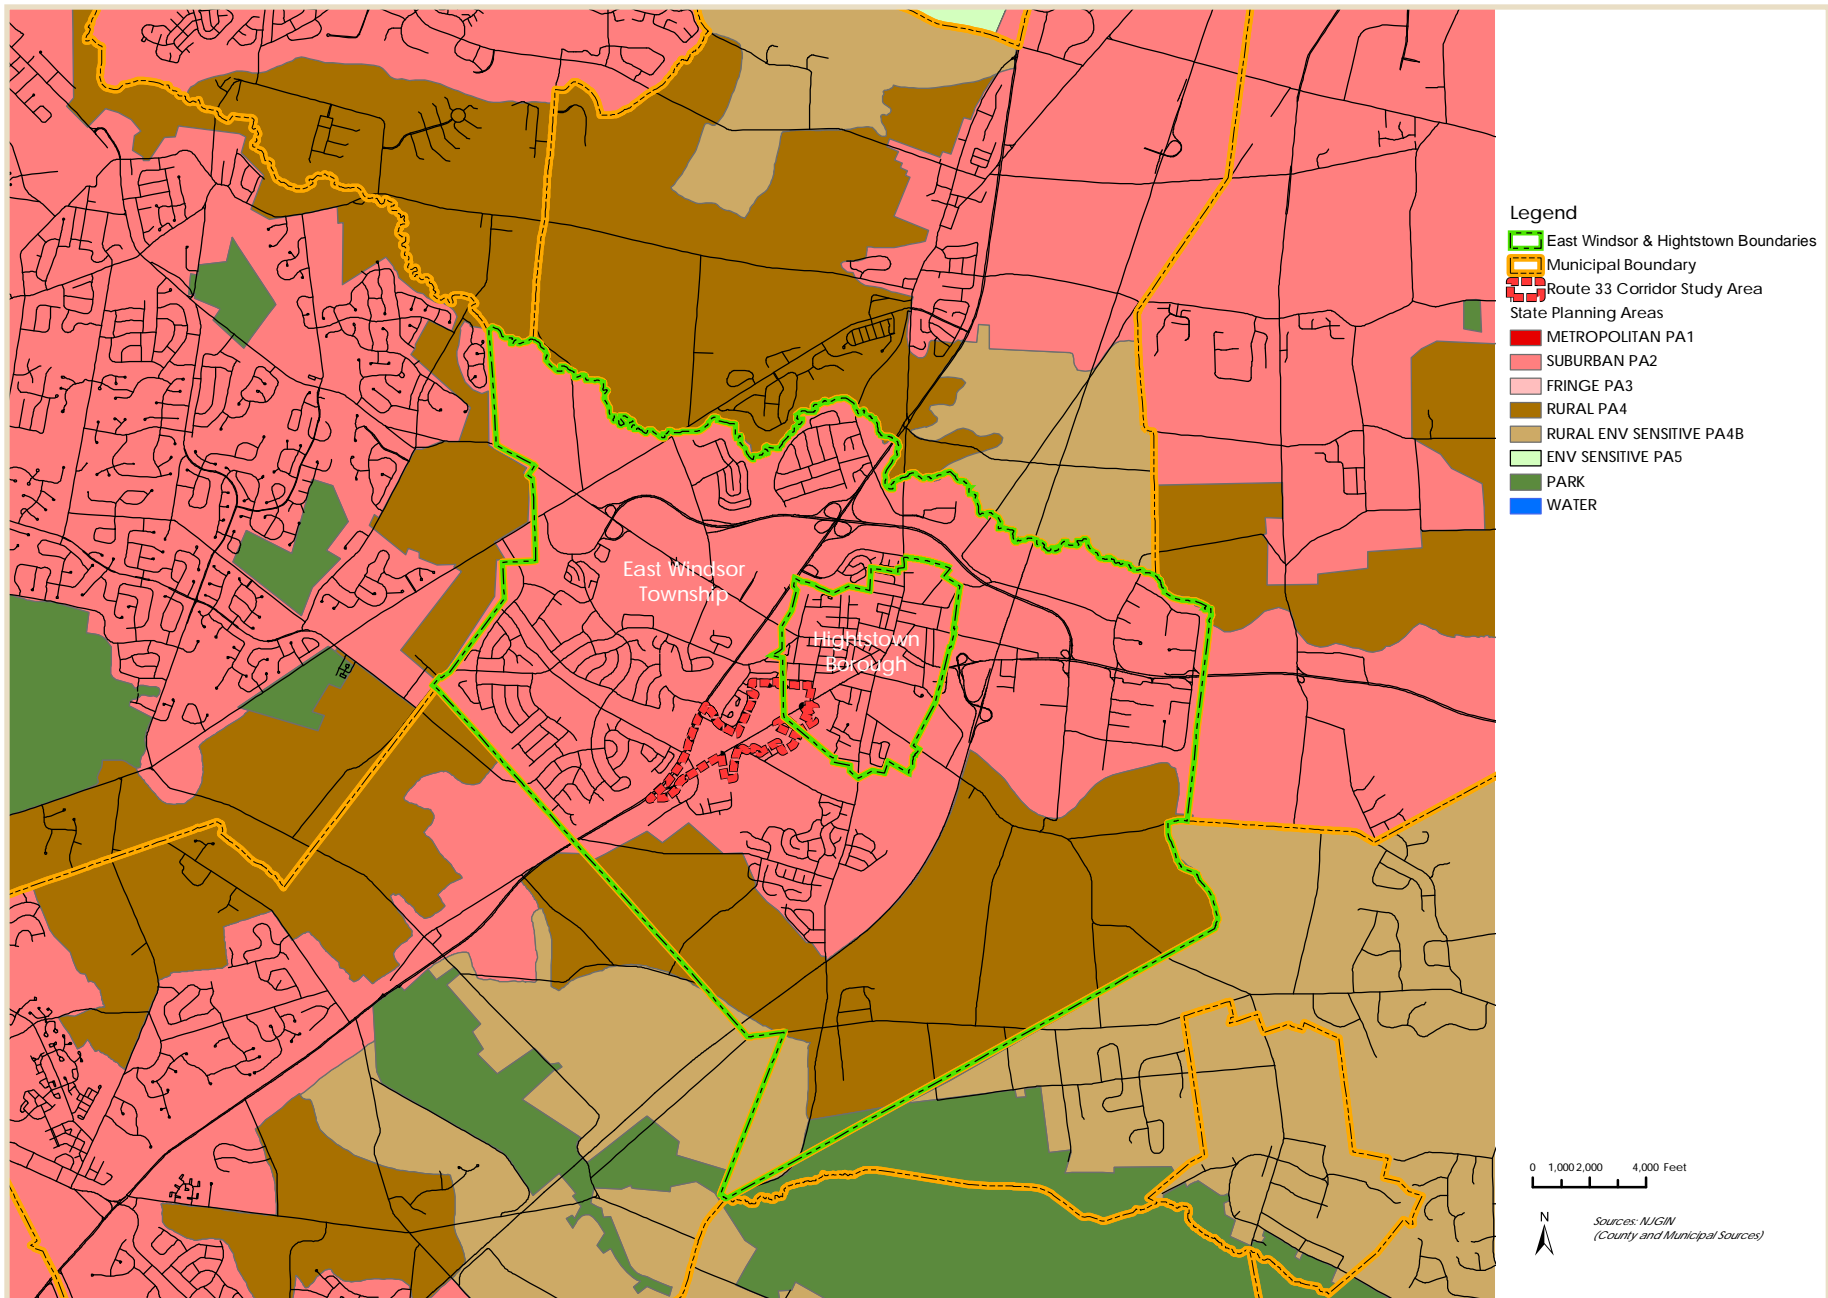 East Windsor
Township
Hightstown
Borough
Legend
East Windsor & Hightstown Boundaries
Municipal Boundary
Route 33 Corridor Study Area
State Planning Areas
METROPOLITAN PA1
SUBURBAN PA2
FRINGE PA3
RURAL PA4
RURAL ENV SENSITIVE PA4B
ENV SENSITIVE PA5
PARK
WATER
0 1,000 2,000 4,000 Feet
N
Sources: NJGIN
(County and Municipal Sources)